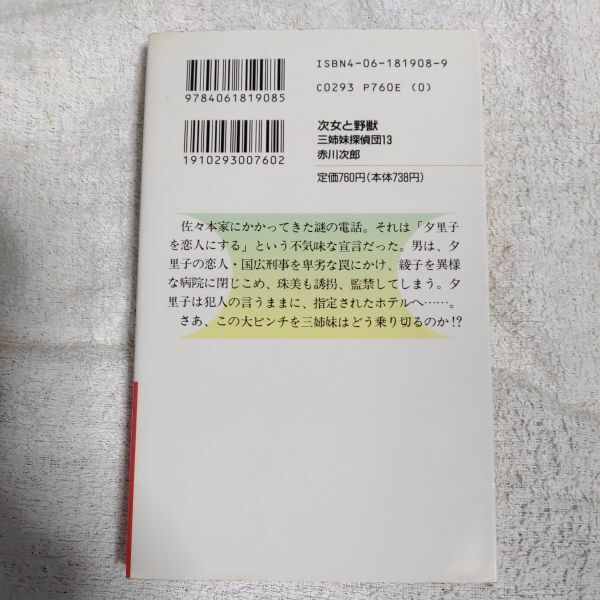 ISBN4-06-181908-9
9784061819085
C0293 P760E (0)
1910293007602
次女と野獣
三姉妹探偵団13
赤川次郎
定価760円(本体738円)
佐々本家にかかってきた謎の電話。それは「夕里子
を恋人にする」という不気味な宣言だった。男は、夕
里子の恋人・国広刑事を卑劣な罠にかけ、綾子を異様
な病院に閉じこめ、珠美も誘拐、監禁してしまう。夕
里子は犯人の言うままに、指定されたホテルへ……。
さあ、この大ピンチを三姉妹はどう乗り切るのか!?